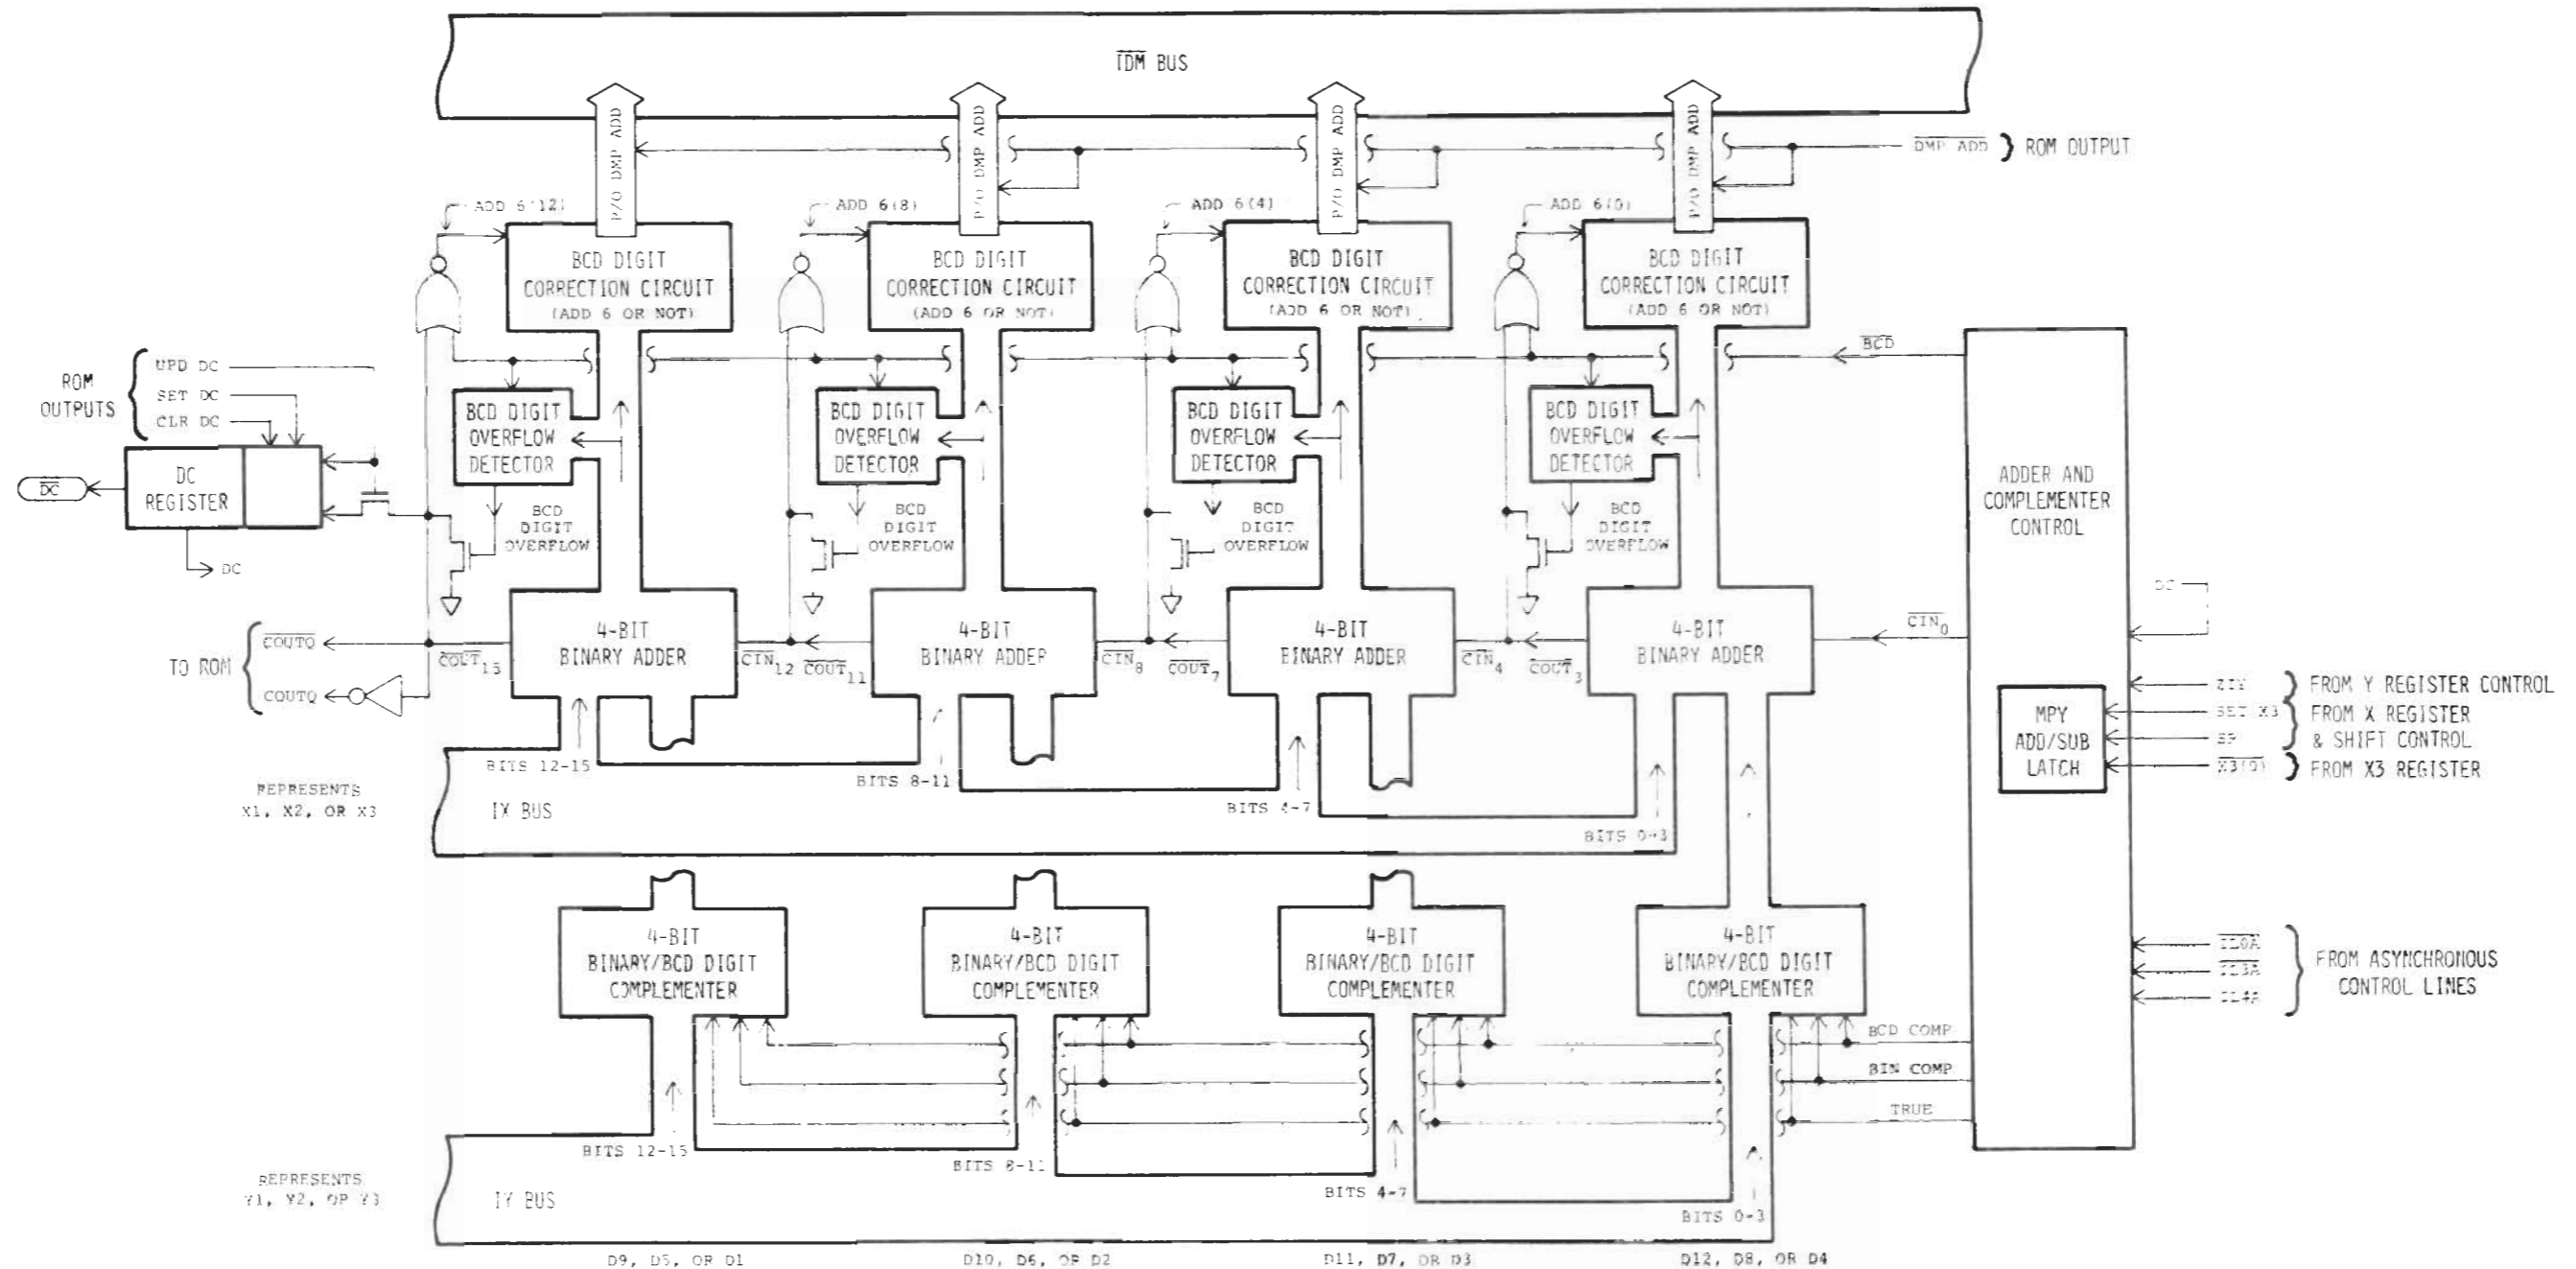 IDM BUS
P/O DMP ADD
P/O DMP ADD
P/O DMP ADD
P/O DMP ADD
DMP ADD } ROM OUTPUT
ADD 6(12)
ADD 6(8)
ADD 6(4)
ADD 6(0)
BCD DIGIT
CORRECTION CIRCUIT
(ADD 6 OR NOT)
BCD DIGIT
CORRECTION CIRCUIT
(ADD 6 OR NOT)
BCD DIGIT
CORRECTION CIRCUIT
(ADD 6 OR NOT)
BCD DIGIT
CORRECTION CIRCUIT
(ADD 6 OR NOT)
BCD
ROM
OUTPUTS
UPD DC
SET DC
CLR DC
DC
REGISTER
DC
DC
BCD DIGIT
OVERFLOW
DETECTOR
BCD DIGIT
OVERFLOW
DETECTOR
BCD DIGIT
OVERFLOW
DETECTOR
BCD DIGIT
OVERFLOW
DETECTOR
BCD
DIGIT
OVERFLOW
BCD
DIGIT
OVERFLOW
BCD
DIGIT
OVERFLOW
BCD
DIGIT
OVERFLOW
ADDER AND
COMPLEMENTER
CONTROL
DC
TO ROM
COUTQ
COUTQ
COUT15
4-BIT
BINARY ADDER
CIN12
COUT11
4-BIT
BINARY ADDER
CIN8
COUT7
4-BIT
BINARY ADDER
CIN4
COUT3
4-BIT
BINARY ADDER
CIN0
MPY
ADD/SUB
LATCH
FROM Y REGISTER CONTROL
SET X3
FROM X REGISTER
& SHIFT CONTROL
X3(0)
FROM X3 REGISTER
BITS 12-15
BITS 8-11
BITS 4-7
BITS 0-3
REPRESENTS
X1, X2, OR X3
IX BUS
4-BIT
BINARY/BCD DIGIT
COMPLEMENTER
4-BIT
BINARY/BCD DIGIT
COMPLEMENTER
4-BIT
BINARY/BCD DIGIT
COMPLEMENTER
4-BIT
BINARY/BCD DIGIT
COMPLEMENTER
IL0A
IL3A
IL4A
FROM ASYNCHRONOUS
CONTROL LINES
BCD COMP
BIN COMP
TRUE
BITS 12-15
BITS 8-11
BITS 4-7
BITS 0-3
REPRESENTS
Y1, Y2, OR Y3
IY BUS
D9, D5, OR D1
D10, D6, OR D2
D11, D7, OR D3
D12, D8, OR D4